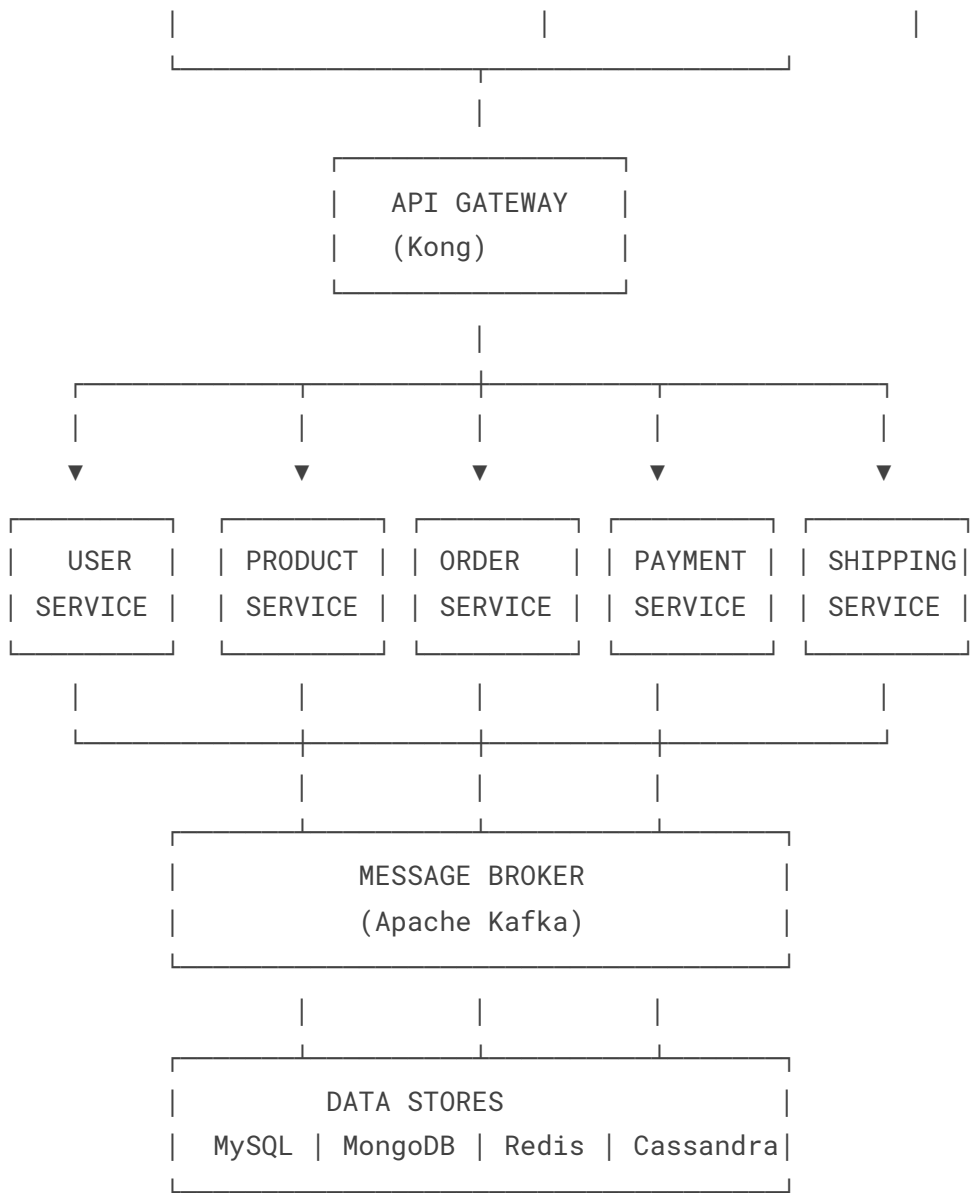 API GATEWAY
(Kong)
USER | PRODUCT | ORDER | PAYMENT | SHIPPING
SERVICE | SERVICE | SERVICE | SERVICE | SERVICE
MESSAGE BROKER
(Apache Kafka)
DATA STORES
MySQL | MongoDB | Redis | Cassandra